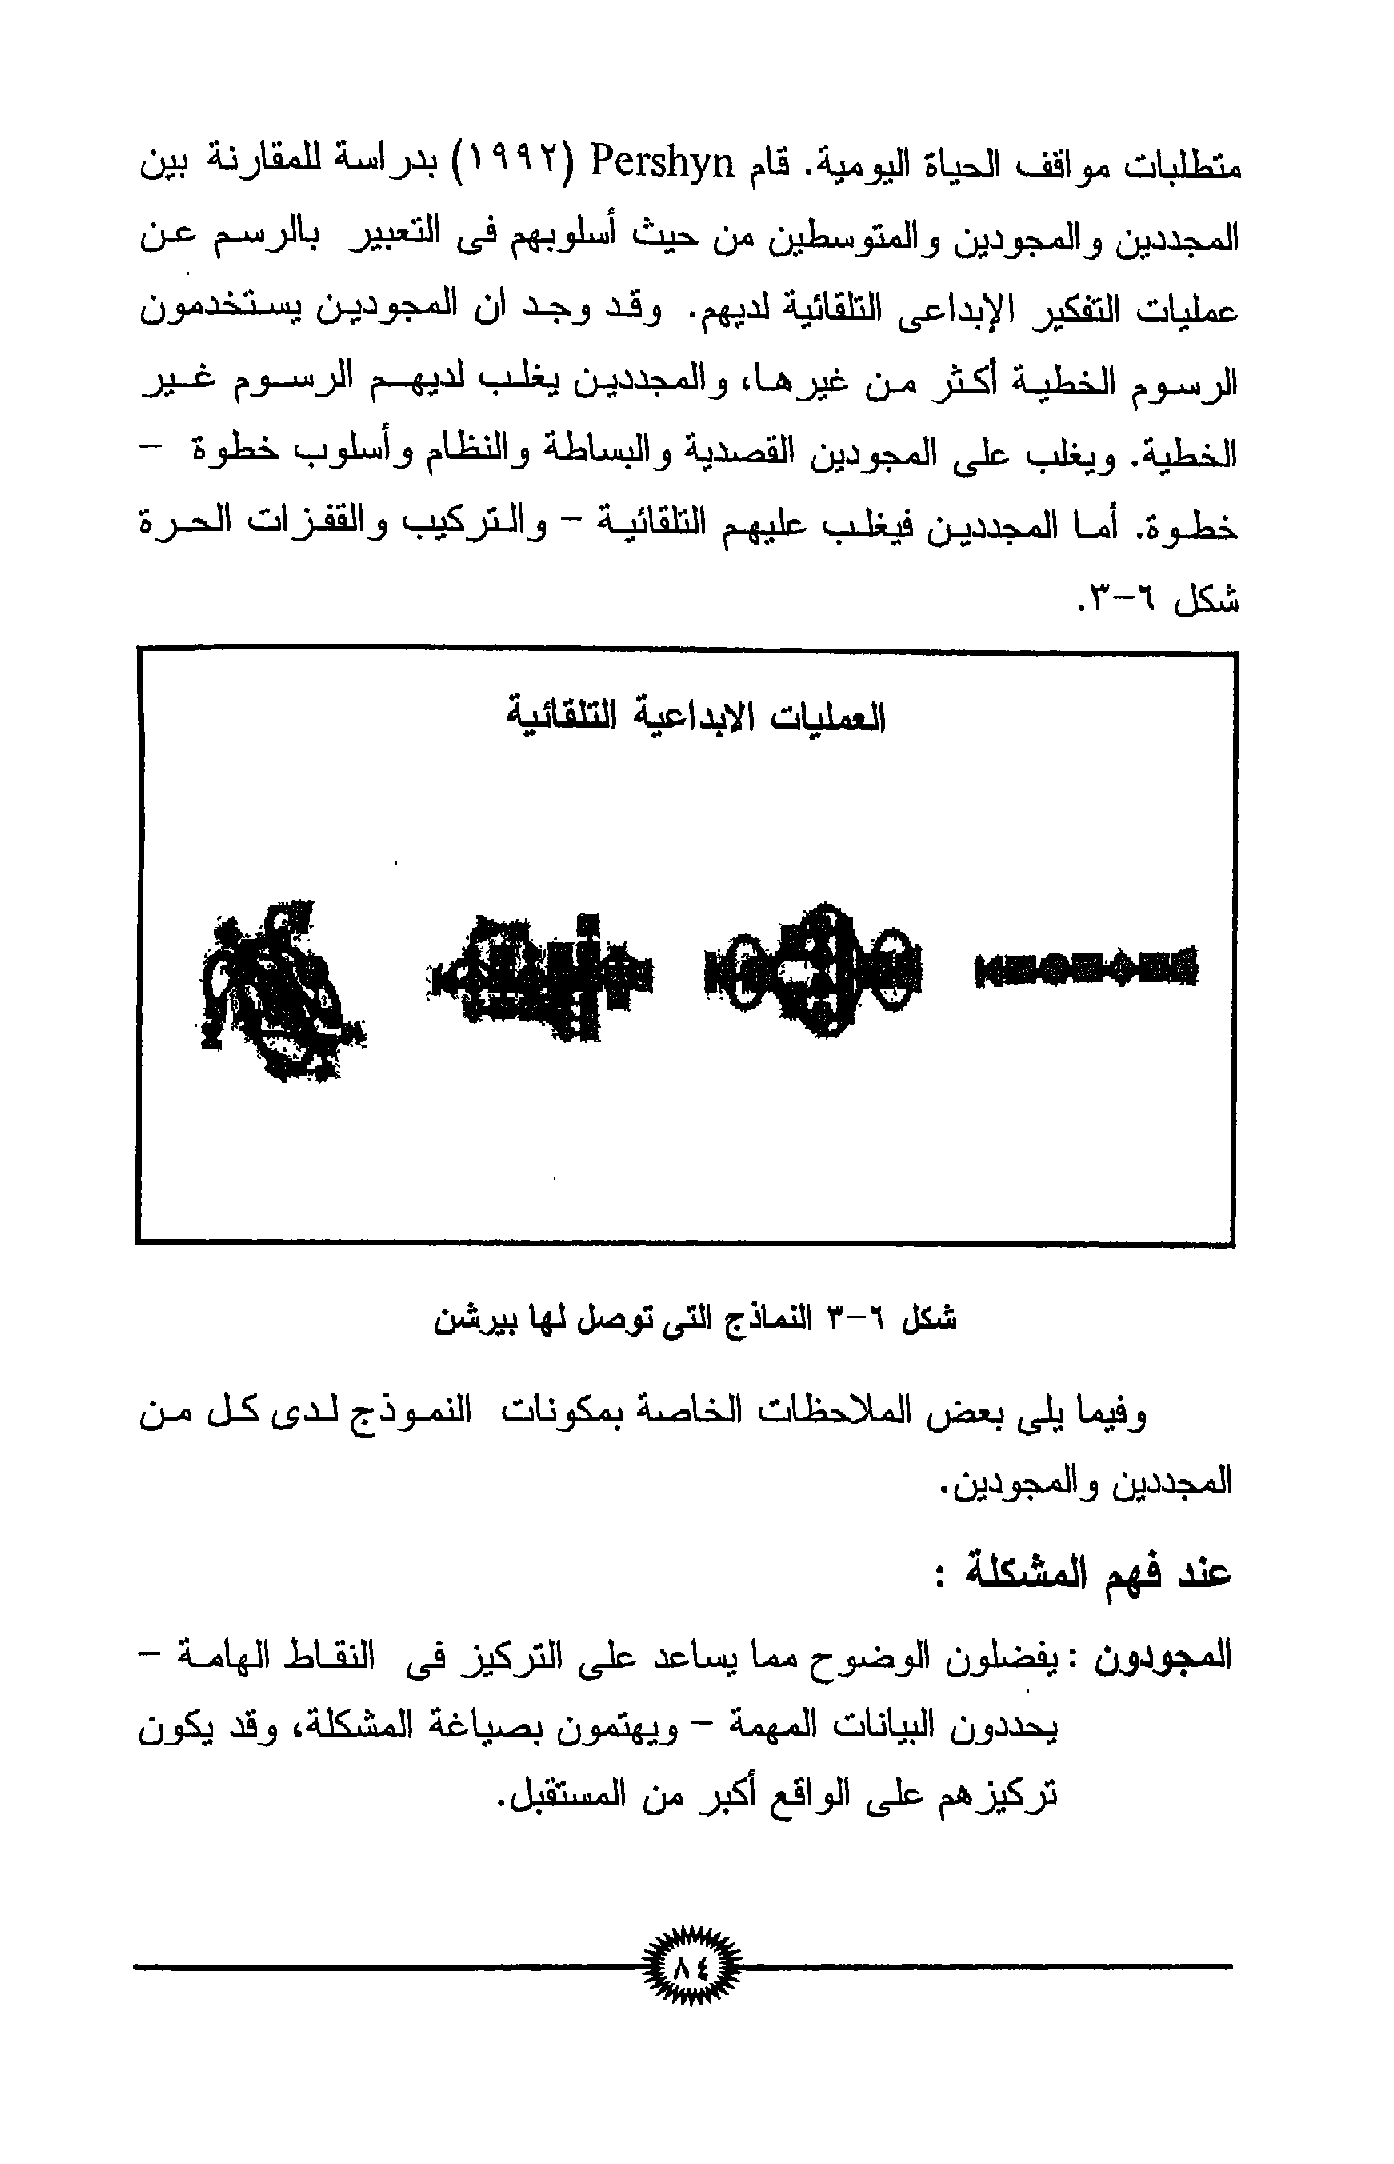 متطلبات مواقف الحياة اليومية. قام Pershyn (١٩٩٢) بدراسة للمقارنة بين
المجددين والمجودين والمتوسطين من حيث أسلوبهم فى التعبير بالرسم عن
عمليات التفكير الإبداعى التلقائية لديهم. وقد وجد ان المجودين يستخدمون
الرسوم الخطية أكثر من غيرها، والمجددين يغلب لديهم الرسوم غير
الخطية. ويغلب على المجودين القصدية والبساطة والنظام وأسلوب خطوة -
خطوة. أما المجددين فيغلب عليهم التلقائية - والتركيب والقفزات الحرة
شكل ٦-٣.
العمليات الابداعية التلقائية
شكل ٦-٣ النماذج التى توصل لها بيرشن
وفيما يلى بعض الملاحظات الخاصة بمكونات النموذج لدى كل من
المجددين والمجودين.
عند فهم المشكلة :
المجودون : يفضلون الوضوح مما يساعد على التركيز فى النقاط الهامة -
يحددون البيانات المهمة - ويهتمون بصياغة المشكلة، وقد يكون
تركيزهم على الواقع أكبر من المستقبل.
٨٤